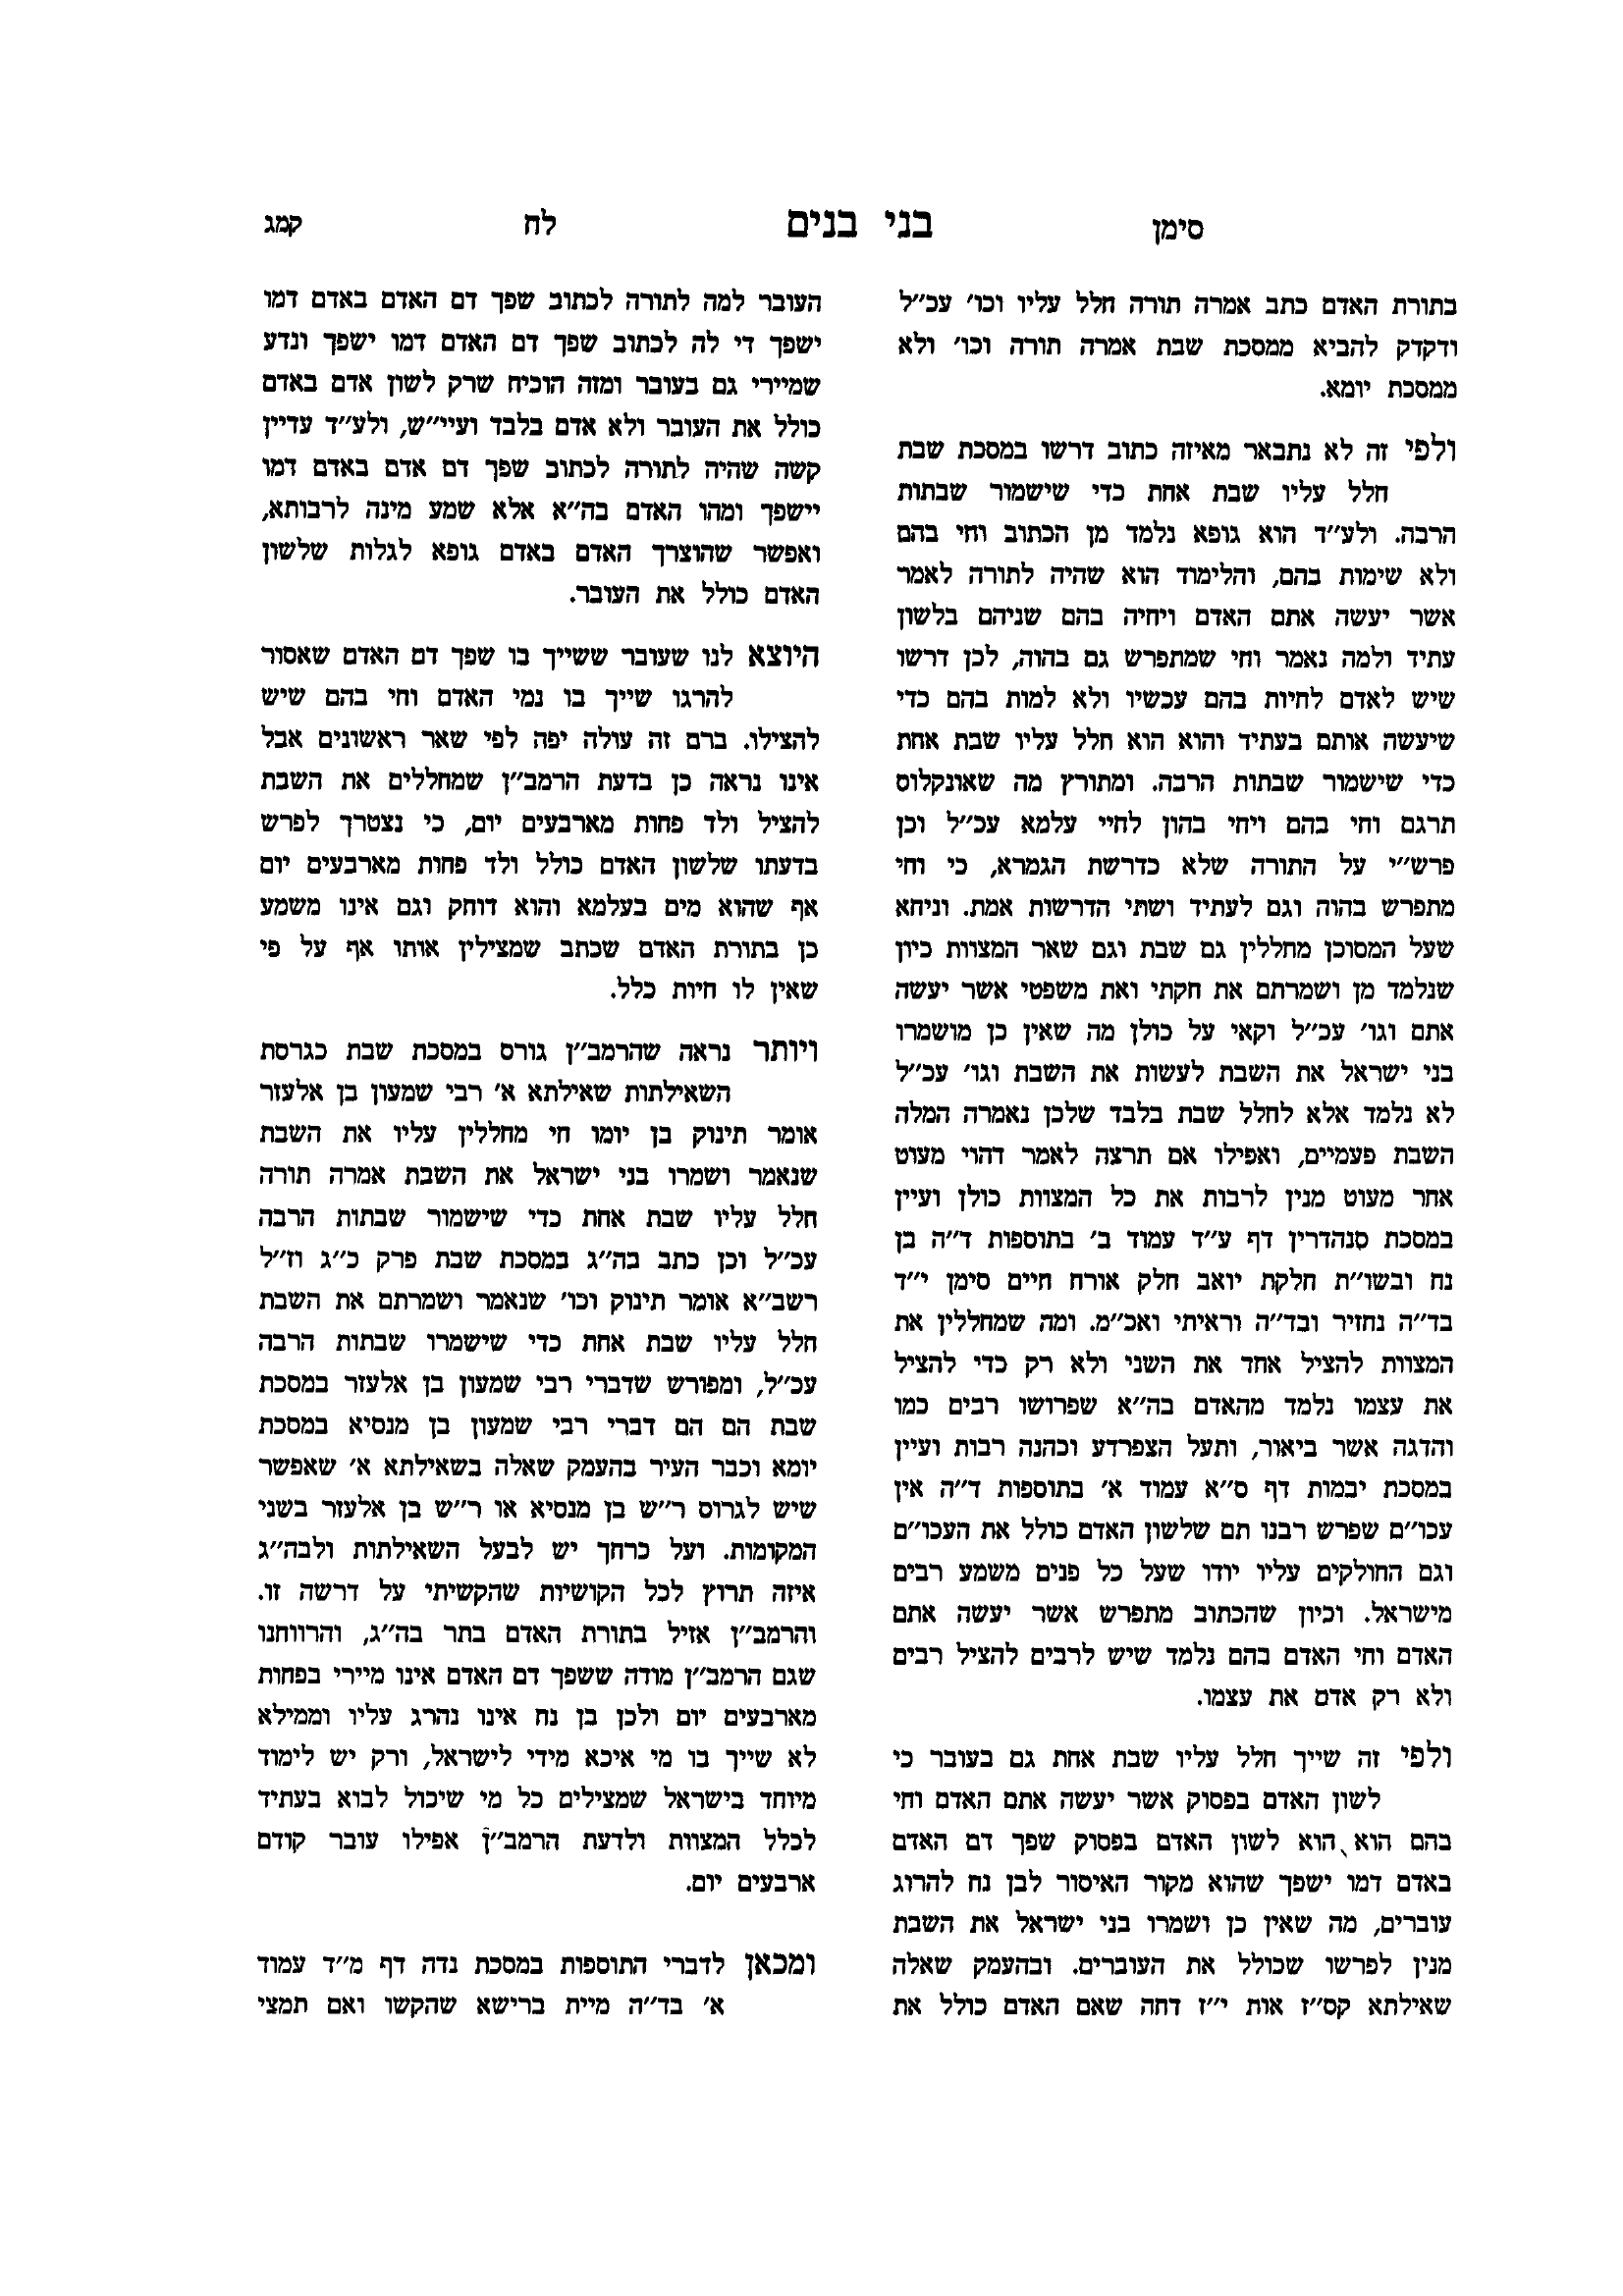 סימן בני בנים לח קמג
בתורת האדם כתב אמרה תורה חלל עליו וכו׳ עכ״ל
ודקדק להביא ממסכת שבת אמרה תורה וכו׳ ולא
ממסכת יומא.
ולפי זה לא נתבאר מאיזה כתוב דרשו במסכת שבת
חלל עליו שבת אחת כדי שישמור שבתות
הרבה. ולע״ד הוא גופא נלמד מן הכתוב וחי בהם
ולא שימות בהם, והלימוד הוא שהיה לתורה לאמר
אשר יעשה אתם האדם ויחיה בהם שניהם בלשון
עתיד ולמה נאמר וחי שמתפרש גם בהוה, לכן דרשו
שיש לאדם לחיות בהם עכשיו ולא למות בהם כדי
שיעשה אותם בעתיד והוא הוא חלל עליו שבת אחת
כדי שישמור שבתות הרבה. ומתורץ מה שאונקלוס
תרגם וחי בהם ויחי בהון לחיי עלמא עכ״ל וכן
פרש״י על התורה שלא כדרשת הגמרא, כי וחי
מתפרש בהוה וגם לעתיד ושתי הדרשות אמת. וניחא
שעל המסוכן מחללין גם שבת וגם שאר המצוות כיון
שנלמד מן ושמרתם את חקתי ואת משפטי אשר יעשה
אתם וגו׳ עכ״ל וקאי על כולן מה שאין כן מושמרו
בני ישראל את השבת לעשות את השבת וגו׳ עכ״ל
לא נלמד אלא לחלל שבת בלבד שלכן נאמרה המלה
השבת פעמיים, ואפילו אם תרצה לאמר דהוי מעוט
אחר מעוט מנין לרבות את כל המצוות כולן ועיין
במסכת סנהדרין דף ע״ד עמוד ב׳ בתוספות ד״ה בן
נח ובשו״ת חלקת יואב חלק אורח חיים סימן י״ד
בד״ה נחזיר ובד״ה וראיתי ואכ״מ. ומה שמחללין את
המצוות להציל אחד את השני ולא רק כדי להציל
את עצמו נלמד מהאדם בה״א שפרושו רבים כמו
והדגה אשר ביאור, ותעל הצפרדע וכהנה רבות ועיין
במסכת יבמות דף ס״א עמוד א׳ בתוספות ד״ה אין
עכו״ם שפרש רבנו תם שלשון האדם כולל את העכו״ם
וגם החולקים עליו יודו שעל כל פנים משמע רבים
מישראל. וכיון שהכתוב מתפרש אשר יעשה אתם
האדם וחי האדם בהם נלמד שיש לרבים להציל רבים
ולא רק אדם את עצמו.
ולפי זה שייך חלל עליו שבת אחת גם בעובר כי
לשון האדם בפסוק אשר יעשה אתם האדם וחי
בהם הוא הוא לשון האדם בפסוק שפך דם האדם
באדם דמו ישפך שהוא מקור האיסור לבן נח להרוג
עוברים, מה שאין כן ושמרו בני ישראל את השבת
מנין לפרשו שכולל את העוברים. ובהעמק שאלה
שאילתא קס״ז אות י״ז דחה שאם האדם כולל את
העובר למה לתורה לכתוב שפך דם האדם באדם דמו
ישפך די לה לכתוב שפך דם האדם דמו ישפך ונדע
שמיירי גם בעובר ומזה הוכיח שרק לשון אדם באדם
כולל את העובר ולא אדם בלבד ועיי״ש, ולע״ד עדיין
קשה שהיה לתורה לכתוב שפך דם אדם באדם דמו
יישפך ומהו האדם בה״א אלא שמע מינה לרבותא,
ואפשר שהוצרך האדם באדם גופא לגלות שלשון
האדם כולל את העובר.
היוצא לנו שעובר ששייך בו שפך דם האדם שאסור
להרגו שייך בו נמי האדם וחי בהם שיש
להצילו. ברם זה עולה יפה לפי שאר ראשונים אבל
אינו נראה כן בדעת הרמב״ן שמחללים את השבת
להציל ולד פחות מארבעים יום, כי נצטרך לפרש
בדעתו שלשון האדם כולל ולד פחות מארבעים יום
אף שהוא מים בעלמא והוא דוחק וגם אינו משמע
כן בתורת האדם שכתב שמצילין אותו אף על פי
שאין לו חיות כלל.
ויותר נראה שהרמב״ן גורס במסכת שבת כגרסת
השאילתות שאילתא א׳ רבי שמעון בן אלעזר
אומר תינוק בן יומו חי מחללין עליו את השבת
שנאמר ושמרו בני ישראל את השבת אמרה תורה
חלל עליו שבת אחת כדי שישמור שבתות הרבה
עכ״ל וכן כתב בה״ג במסכת שבת פרק כ״ג וז״ל
רשב״א אומר תינוק וכו׳ שנאמר ושמרתם את השבת
חלל עליו שבת אחת כדי שישמרו שבתות הרבה
עכ״ל, ומפורש שדברי רבי שמעון בן אלעזר במסכת
שבת הם הם דברי רבי שמעון בן מנסיא במסכת
יומא וכבר העיר בהעמק שאלה בשאילתא א׳ שאפשר
שיש לגרוס ר״ש בן מנסיא או ר״ש בן אלעזר בשני
המקומות. ועל כרחך יש לבעל השאילתות ולבה״ג
איזה תרוץ לכל הקושיות שהקשיתי על דרשה זו.
והרמב״ן אזיל בתורת האדם בתר בה״ג, והרווחנו
שגם הרמב״ן מודה ששפך דם האדם אינו מיירי בפחות
מארבעים יום ולכן בן נח אינו נהרג עליו וממילא
לא שייך בו מי איכא מידי לישראל, ורק יש לימוד
מיוחד בישראל שמצילים כל מי שיכול לבוא בעתיד
לכלל המצוות ולדעת הרמב״ן אפילו עובר קודם
ארבעים יום.
ומכאן לדברי התוספות במסכת נדה דף מ״ד עמוד
א׳ בד״ה מיית ברישא שהקשו ואם תמצי